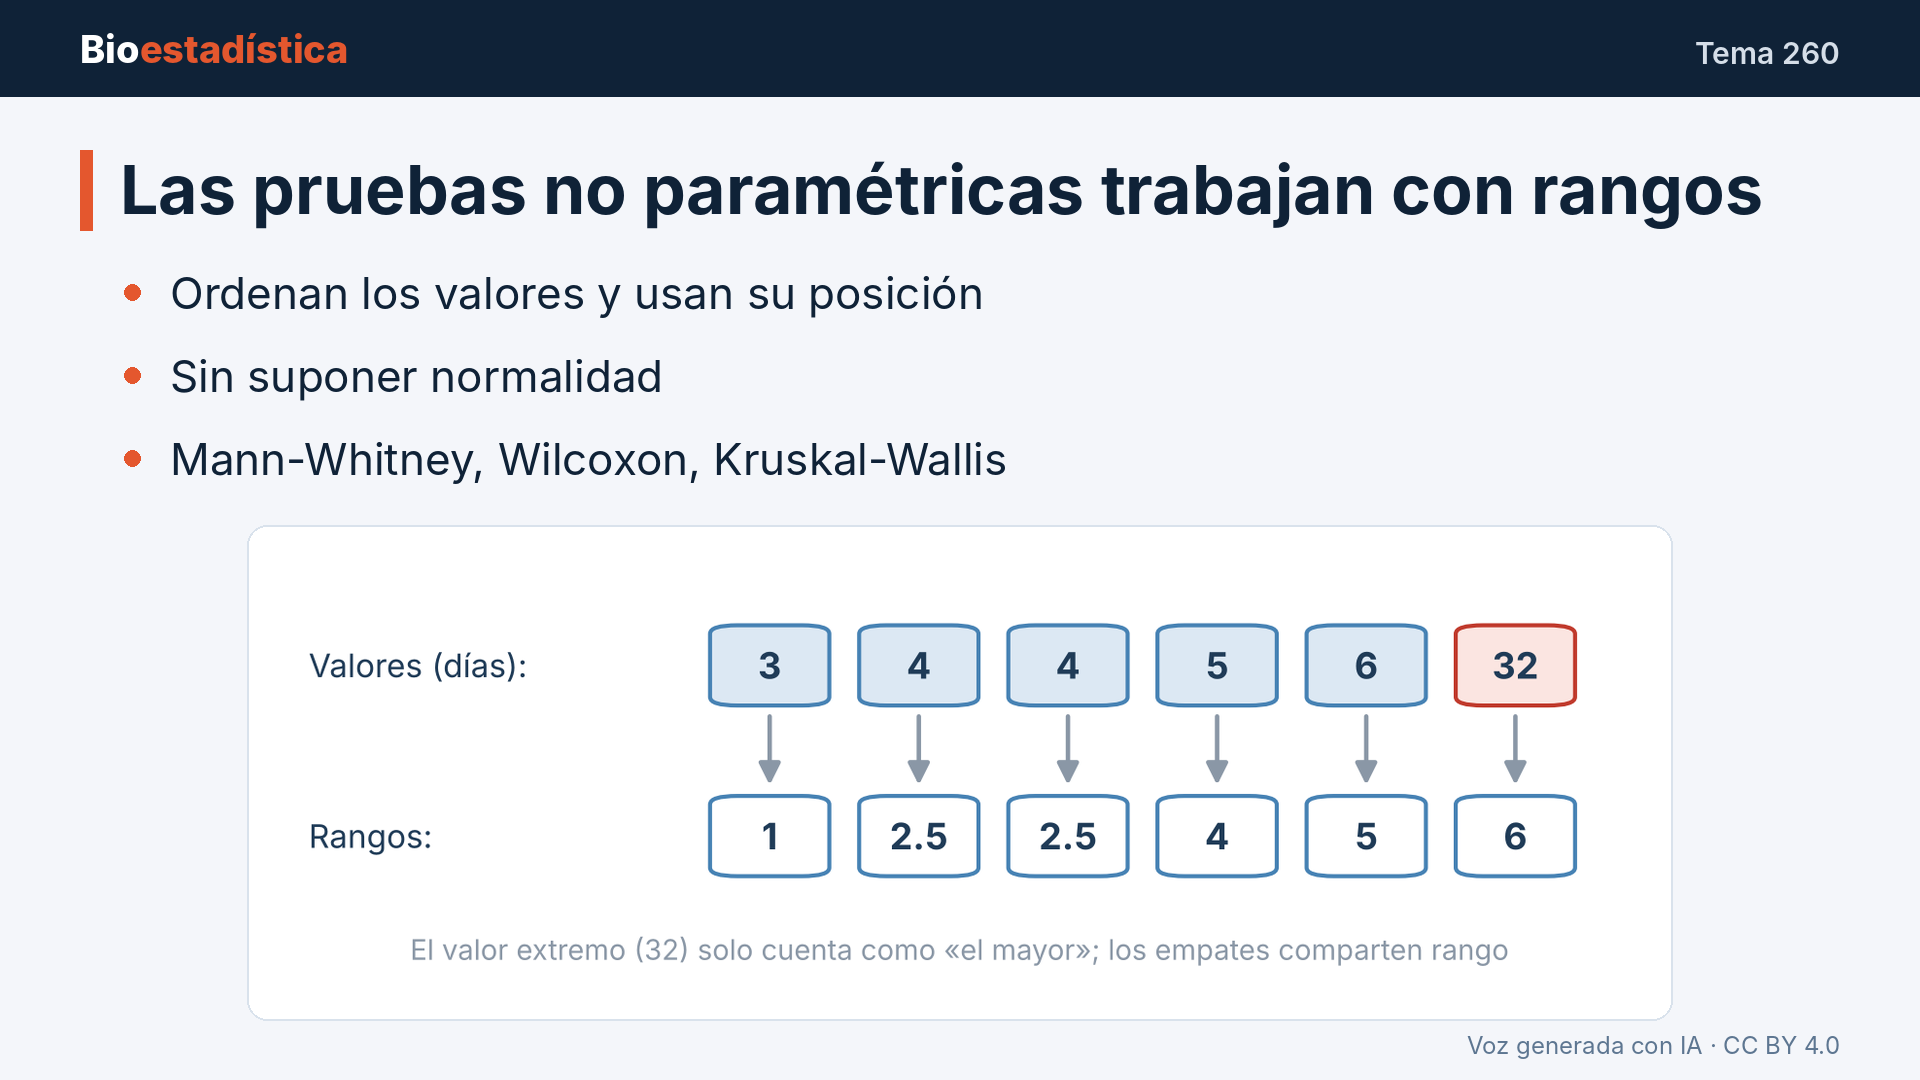 Bioestadística
Tema 260
Las pruebas no paramétricas trabajan con rangos
Ordenan los valores y usan su posición
Sin suponer normalidad
Mann-Whitney, Wilcoxon, Kruskal-Wallis
Valores (días): 3 4 4 5 6 32
Rangos: 1 2.5 2.5 4 5 6
El valor extremo (32) solo cuenta como «el mayor»; los empates comparten rango
Voz generada con IA · CC BY 4.0